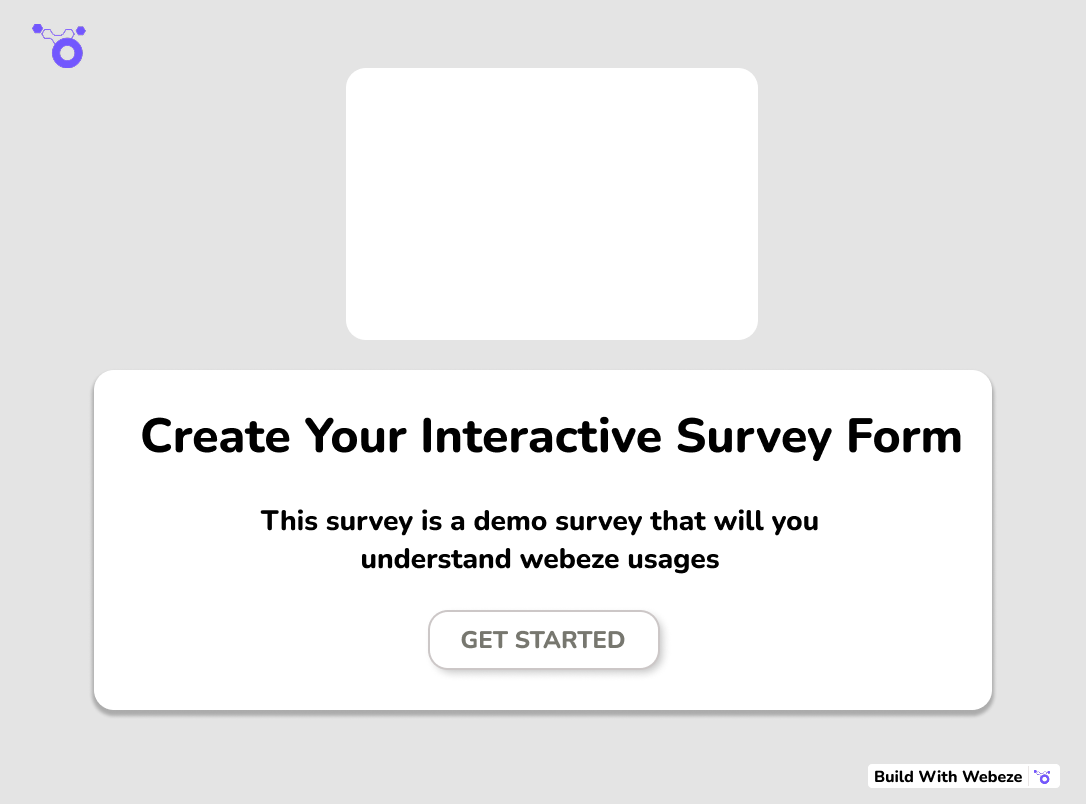 Create Your Interactive Survey Form
This survey is a demo survey that will you
understand webeze usages
GET STARTED
Build With Webeze